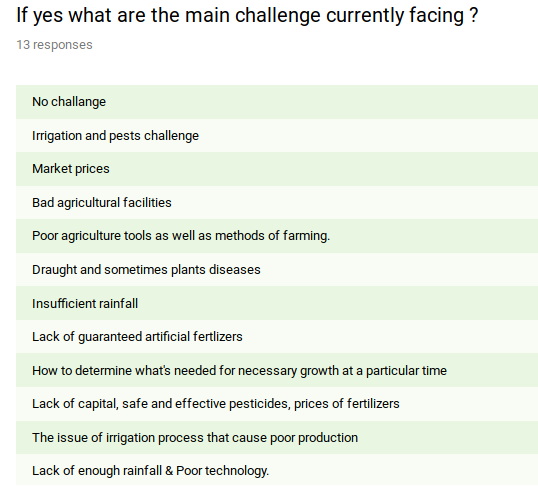 If yes what are the main challenge currently facing ?
13 responses
No challange
Irrigation and pests challenge
Market prices
Bad agricultural facilities
Poor agriculture tools as well as methods of farming.
Draught and sometimes plants diseases
Insufficient rainfall
Lack of guaranteed artificial fertlizers
How to determine what's needed for necessary growth at a particular time
Lack of capital, safe and effective pesticides, prices of fertilizers
The issue of irrigation process that cause poor production
Lack of enough rainfall & Poor technology.